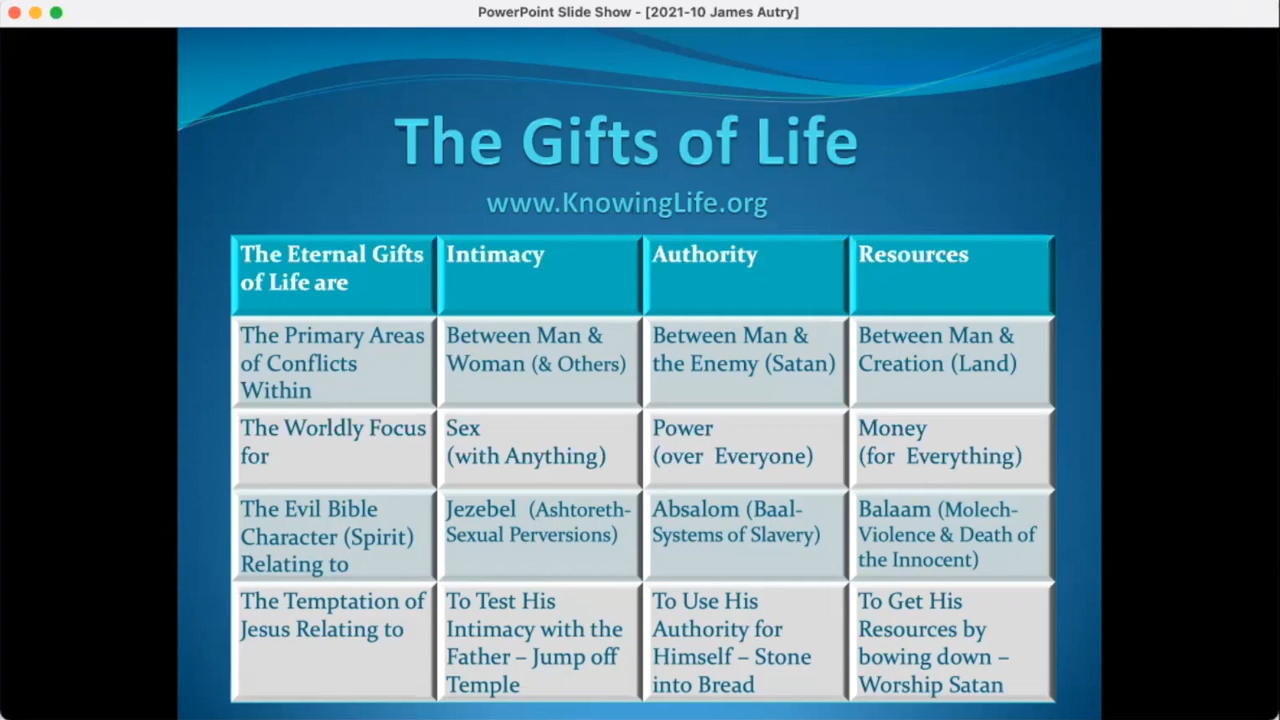 PowerPoint Slide Show - [2021-10 James Autry]
The Gifts of Life
www.KnowingLife.org
The Eternal Gifts
of Life are
Intimacy
Authority
Resources
The Primary Areas
of Conflicts
Within
Between Man &
Woman (& Others)
Between Man &
the Enemy (Satan)
Between Man &
Creation (Land)
The Worldly Focus
for
Sex
(with Anything)
Power
(over Everyone)
Money
(for Everything)
The Evil Bible
Character (Spirit)
Relating to
Jezebel (Ashtoreth-
Sexual Perversions)
Absalom (Baal-
Systems of Slavery)
Balaam (Molech-
Violence & Death of
the Innocent)
The Temptation of
Jesus Relating to
To Test His
Intimacy with the
Father – Jump off
Temple
To Use His
Authority for
Himself – Stone
into Bread
To Get His
Resources by
bowing down –
Worship Satan